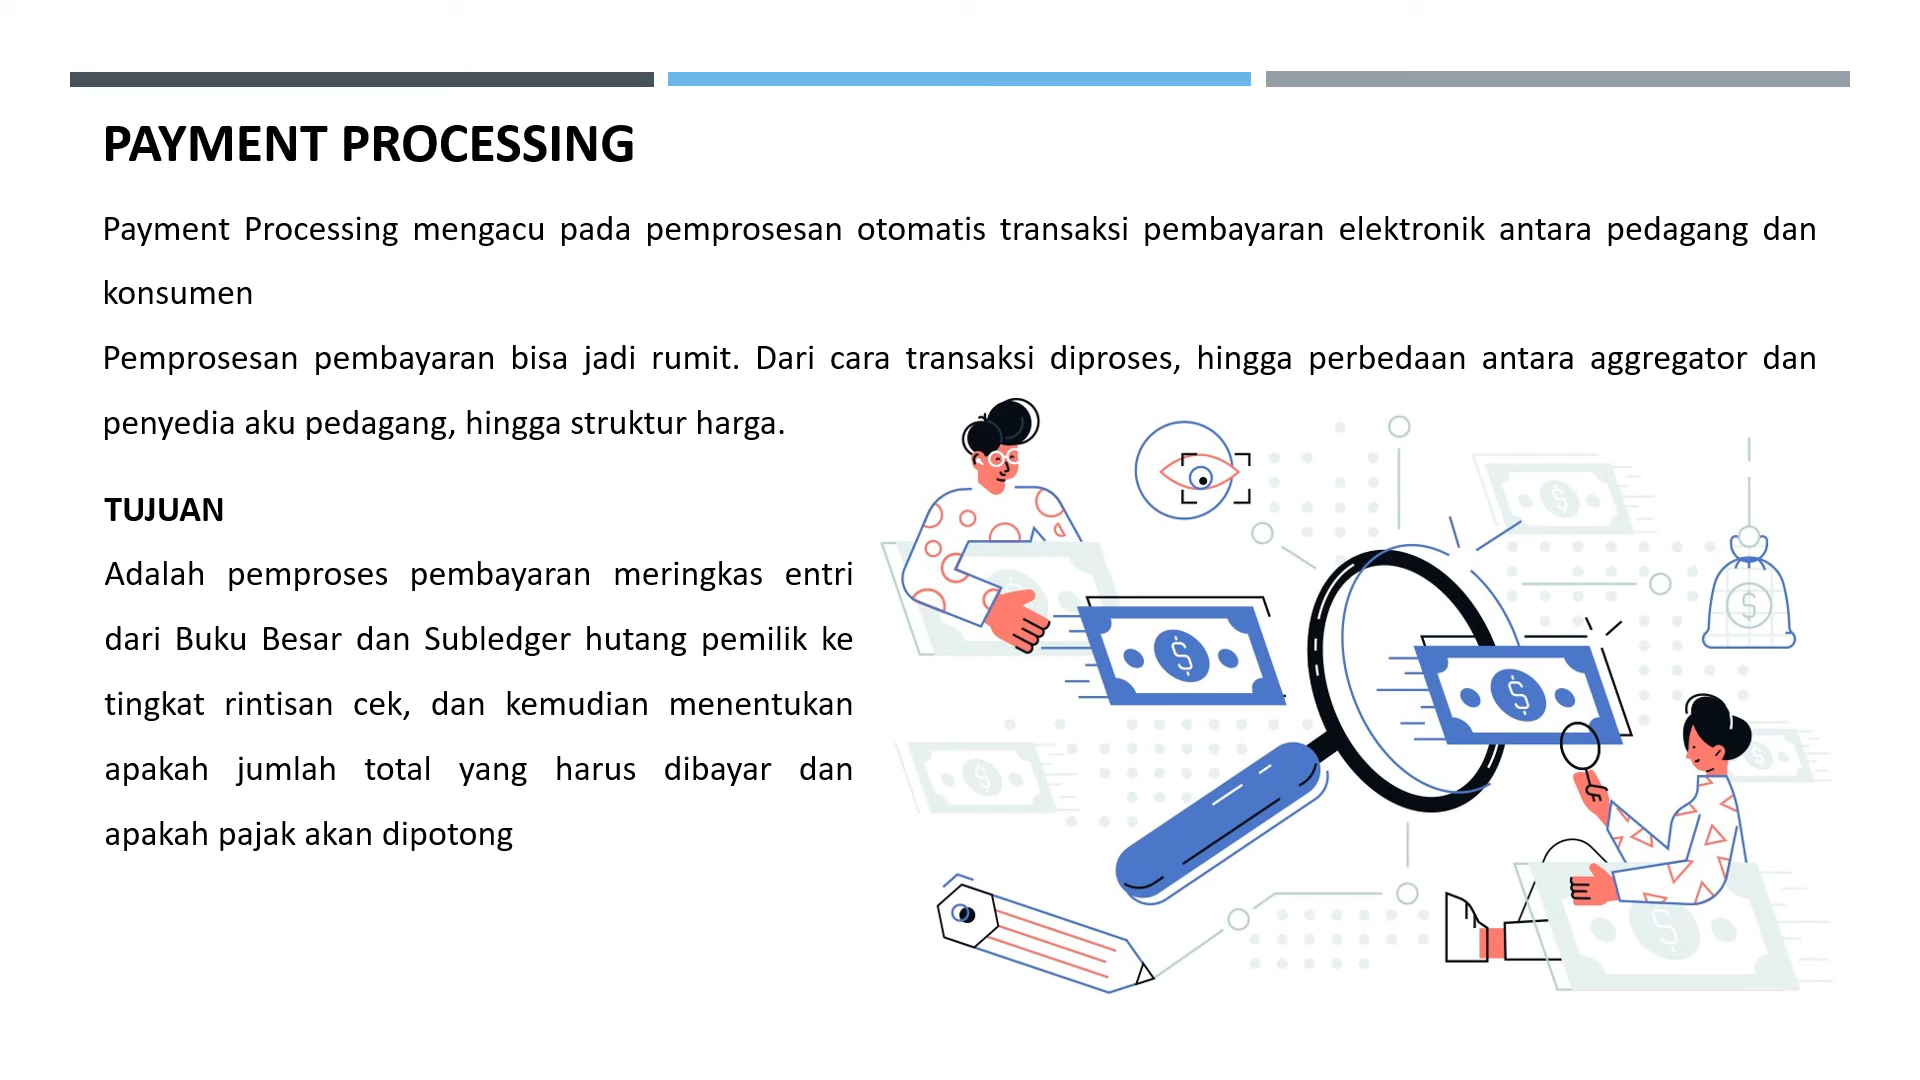 PAYMENT PROCESSING
Payment Processing mengacu pada pemprosesan otomatis transaksi pembayaran elektronik antara pedagang dan
konsumen
Pemprosesan pembayaran bisa jadi rumit. Dari cara transaksi diproses, hingga perbedaan antara aggregator dan
penyedia aku pedagang, hingga struktur harga.
TUJUAN
Adalah pemproses pembayaran meringkas entri
dari Buku Besar dan Subledger hutang pemilik ke
tingkat rintisan cek, dan kemudian menentukan
apakah jumlah total yang harus dibayar dan
apakah pajak akan dipotong